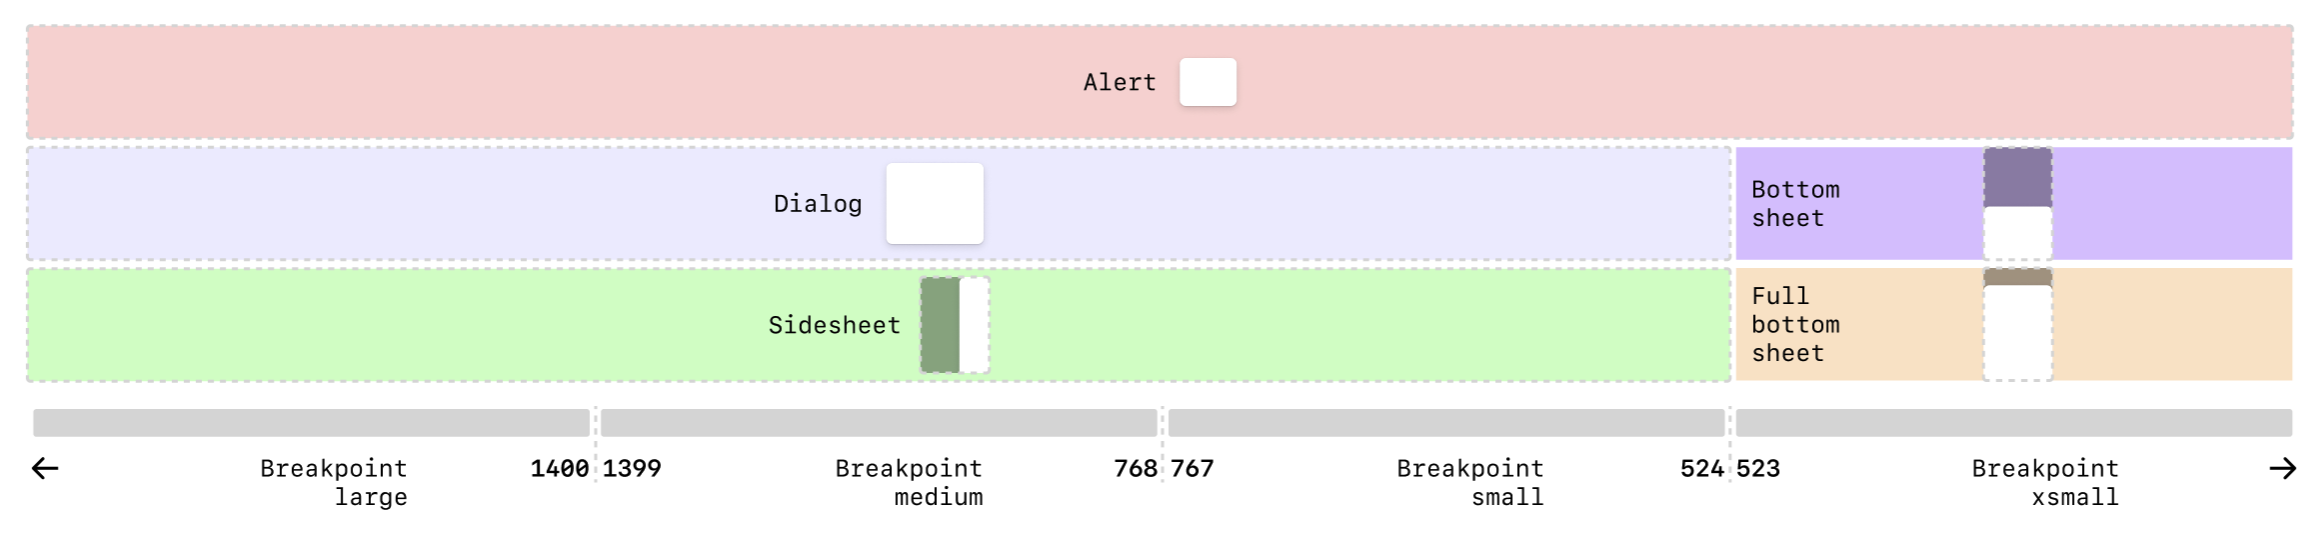 Alert
Dialog
Bottom
sheet
Sidesheet
Full
bottom
sheet
Breakpoint
large
1400 1399
Breakpoint
medium
768 767
Breakpoint
small
524 523
Breakpoint
xsmall